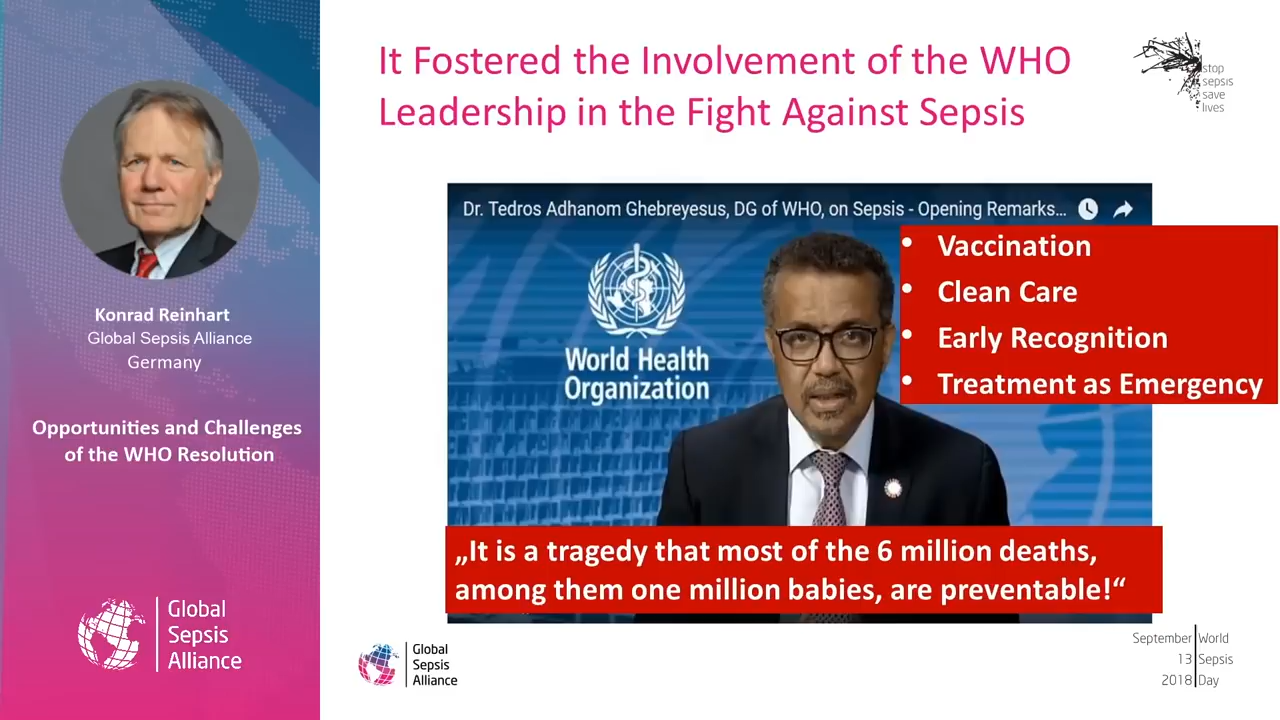 It Fostered the Involvement of the WHO
Leadership in the Fight Against Sepsis
stop
sepsis
save
lives
Konrad Reinhart
Global Sepsis Alliance
Germany
Opportunities and Challenges
of the WHO Resolution
Global
Sepsis
Alliance
Dr. Tedros Adhanom Ghebreyesus, DG of WHO, on Sepsis - Opening Remarks...
World Health
Organization
• Vaccination
• Clean Care
• Early Recognition
• Treatment as Emergency
„It is a tragedy that most of the 6 million deaths,
among them one million babies, are preventable!“
Global
Sepsis
Alliance
September World
13 Sepsis
2018 Day